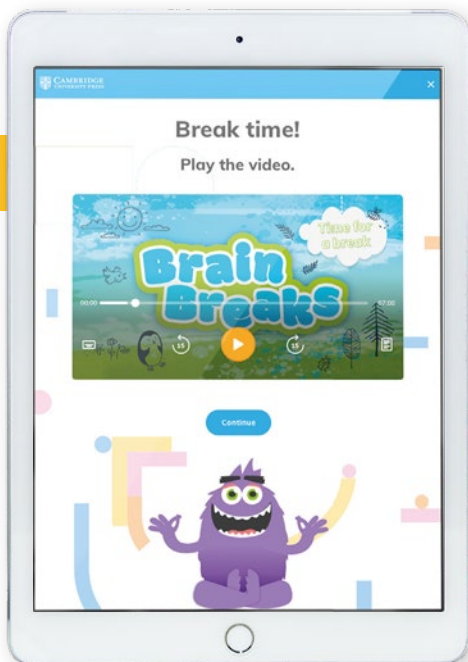 CAMBRIDGE
UNIVERSITY PRESS
Break time!
Play the video.
Time for
a break
Brain
Breaks
00:00
07:00
15
15
Continue